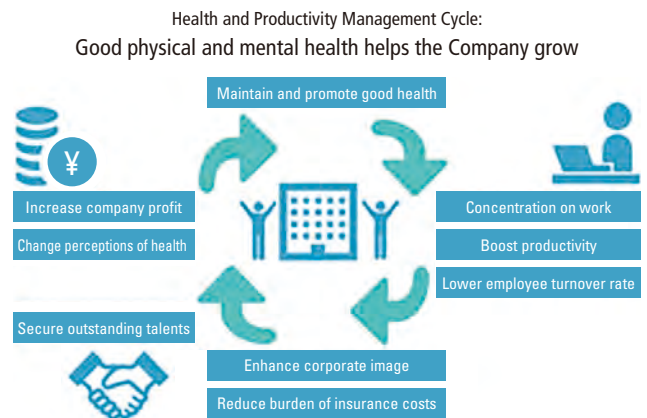 Health and Productivity Management Cycle:
Good physical and mental health helps the Company grow
Maintain and promote good health
¥
Increase company profit
Change perceptions of health
Concentration on work
Boost productivity
Lower employee turnover rate
Secure outstanding talents
Enhance corporate image
Reduce burden of insurance costs